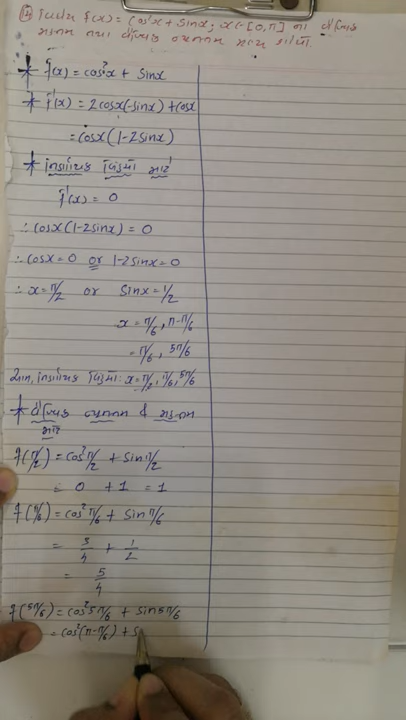 વિધેય f(x) = cos²x + sinx, x ∈ [0, π] ના વૈશ્વિક
મહત્તમ તથા વૈશ્વિક ન્યૂનતમ મૂલ્ય શોધો.
* f(x) = cos²x + sinx
* f'(x) = 2cosx(-sinx) + cosx
= cosx(1-2sinx)
f'(x) = 0
∴ cosx(1-2sinx) = 0
∴ cosx = 0 or 1-2sinx = 0
∴ x = π/2 or sinx = 1/2
x = π/6, π-π/6
= π/6, 5π/6
x = π/2, π/6, 5π/6
f(π/2) = cos²π/2 + sinπ/2
= 0 + 1 = 1
f(π/6) = cos²π/6 + sinπ/6
= 3/4 + 1/2
= 5/4
f(5π/6) = cos²5π/6 + sin5π/6
= cos²(π-π/6) + s